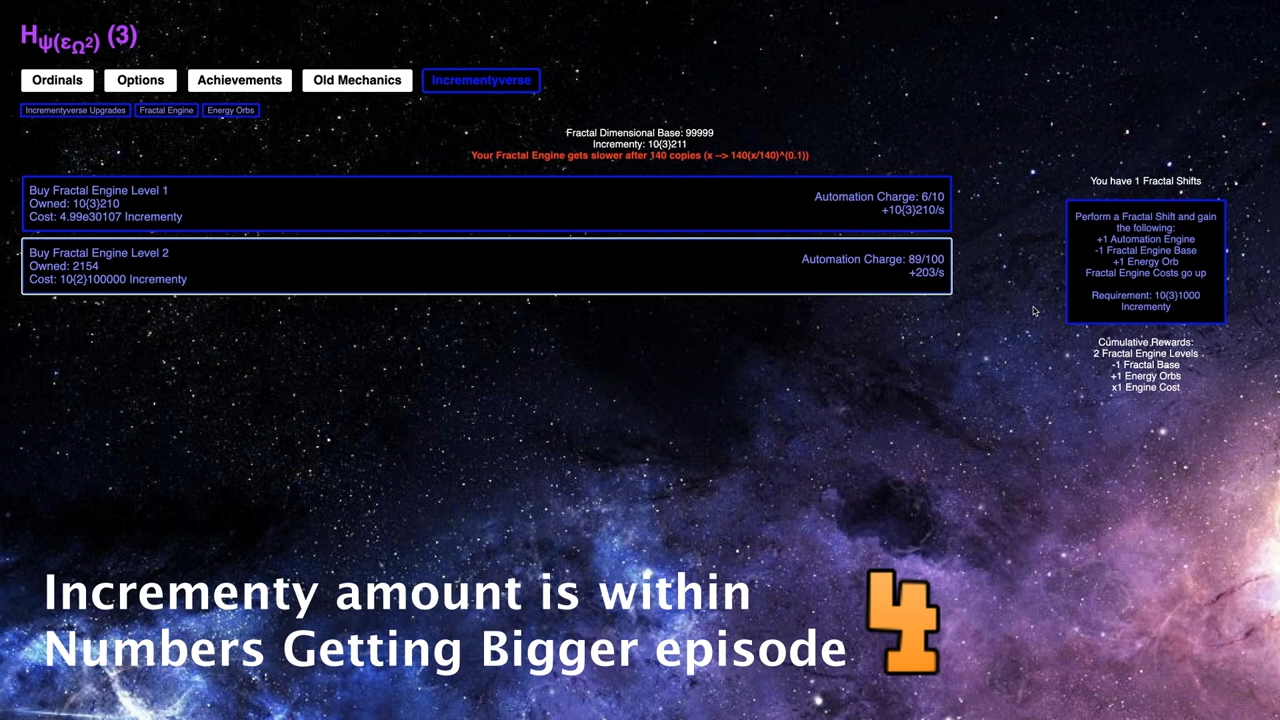 Hψ(εΩ²) (3)
Ordinals Options Achievements Old Mechanics Incrementyverse
Incrementyverse Upgrades Fractal Engine Energy Orbs
Fractal Dimensional Base: 99999
Incrementy: 10{3}211
Your Fractal Engine gets slower after 140 copies (x --> 140(x/140)^(0.1))
Buy Fractal Engine Level 1
Owned: 10{3}210
Cost: 4.99e30107 Incrementy
Automation Charge: 6/10
+10{3}210/s
Buy Fractal Engine Level 2
Owned: 2154
Cost: 10{2}100000 Incrementy
Automation Charge: 89/100
+203/s
You have 1 Fractal Shifts
Perform a Fractal Shift and gain
the following:
+1 Automation Engine
-1 Fractal Engine Base
+1 Energy Orb
Fractal Engine Costs go up
Requirement: 10{3}1000
Incrementy
Cumulative Rewards:
2 Fractal Engine Levels
-1 Fractal Base
+1 Energy Orbs
x1 Engine Cost
Incrementy amount is within
Numbers Getting Bigger episode 4